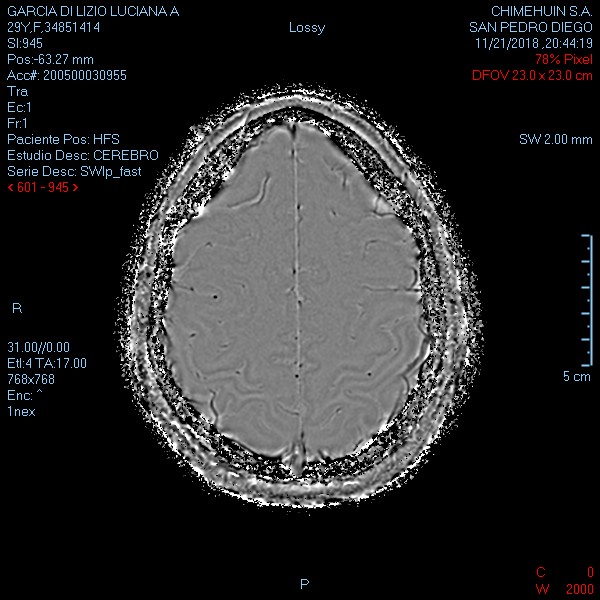 GARCIA DI LIZIO LUCIANA A
29Y,F,34851414
Sl:945
Pos:-63.27 mm
Acc#: 200500030955
Tra
Ec:1
Fr:1
Paciente Pos: HFS
Estudio Desc: CEREBRO
Serie Desc: SWIp_fast
< 601 - 945 >
Lossy
CHIMEHUIN S.A.
SAN PEDRO DIEGO
11/21/2018 ,20:44:19
78% Pixel
DFOV 23.0 x 23.0 cm
SW 2.00 mm
R
31.00//0.00
Etl:4 TA:17.00
768x768
Enc: ^
1nex
5 cm
P
C 0
W 2000